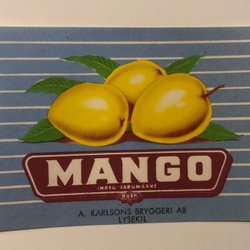 MANGO
INREG. VARUMÄRKE
A. KARLSONS BRYGGERI AB
LYSEKIL